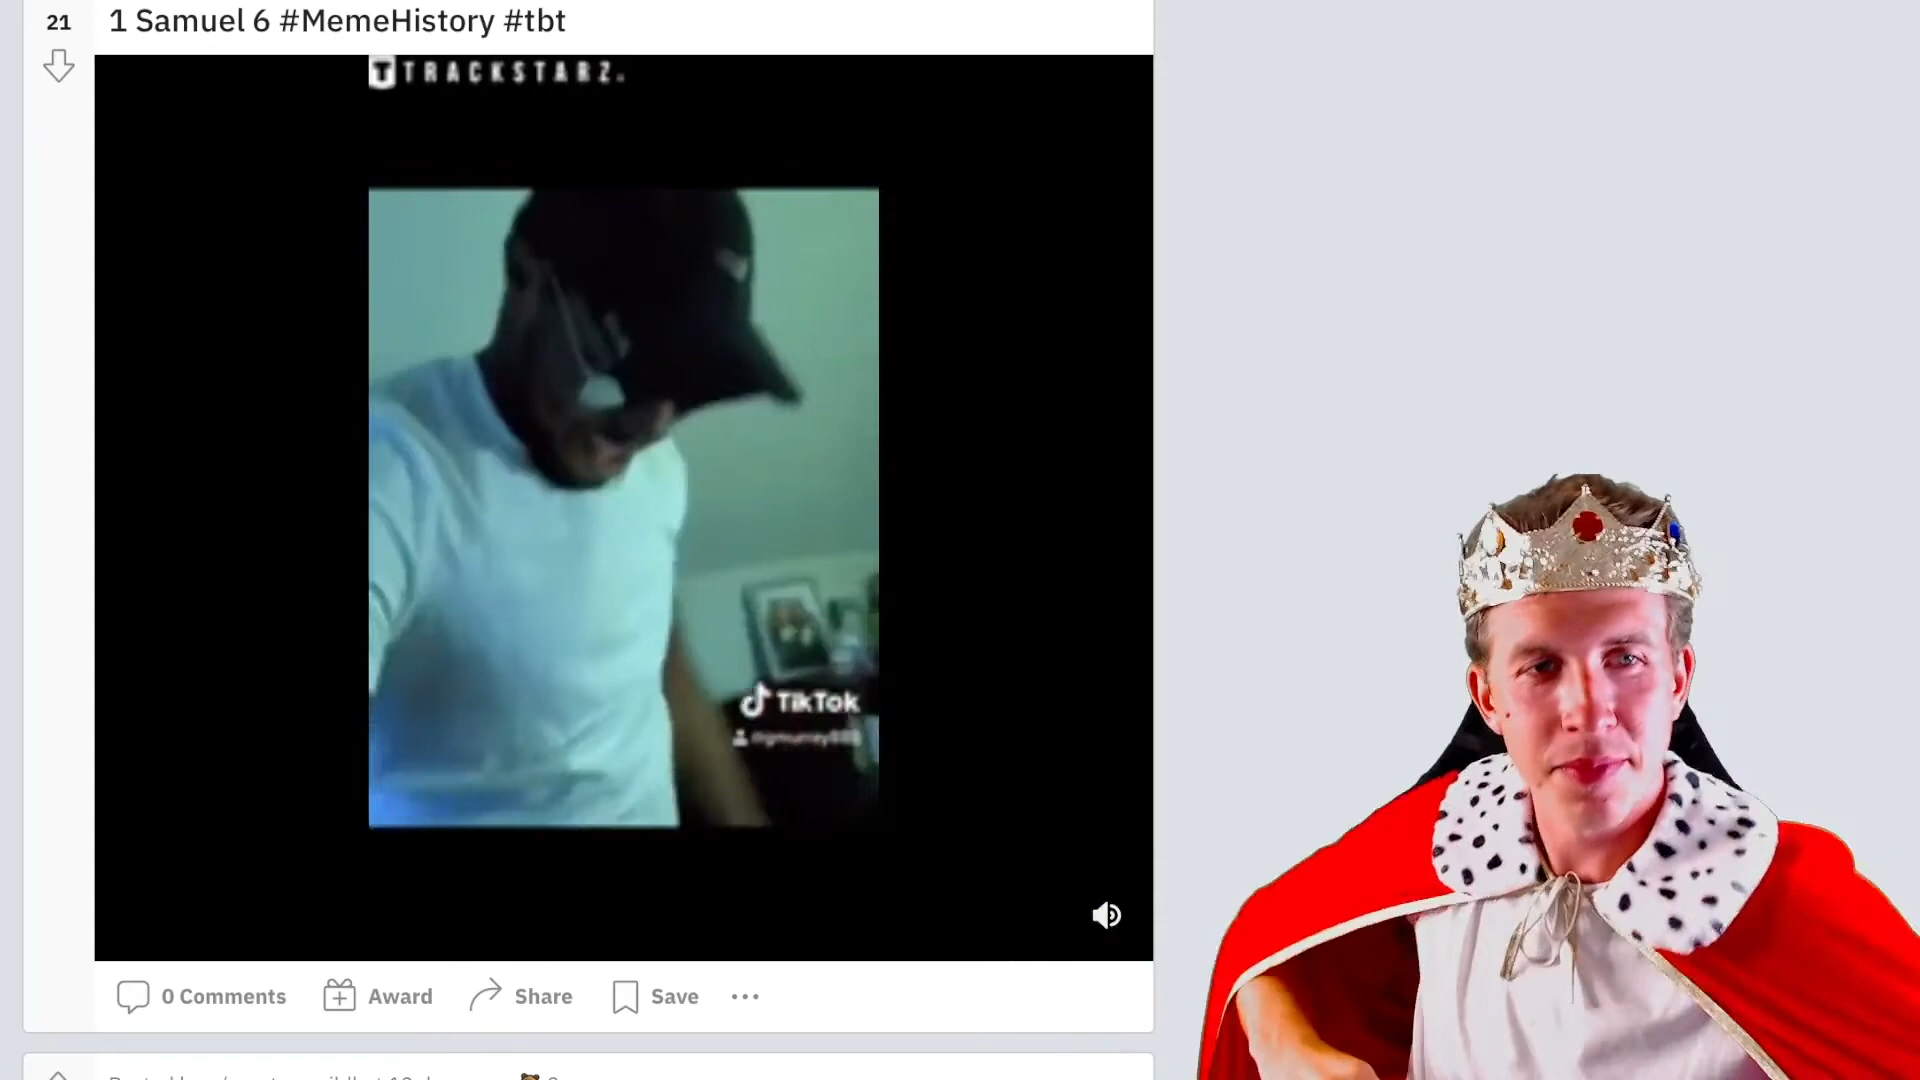 21
1 Samuel 6 #MemeHistory #tbt
T TRACKSTARZ.
TikTok
0 Comments
Award
Share
Save